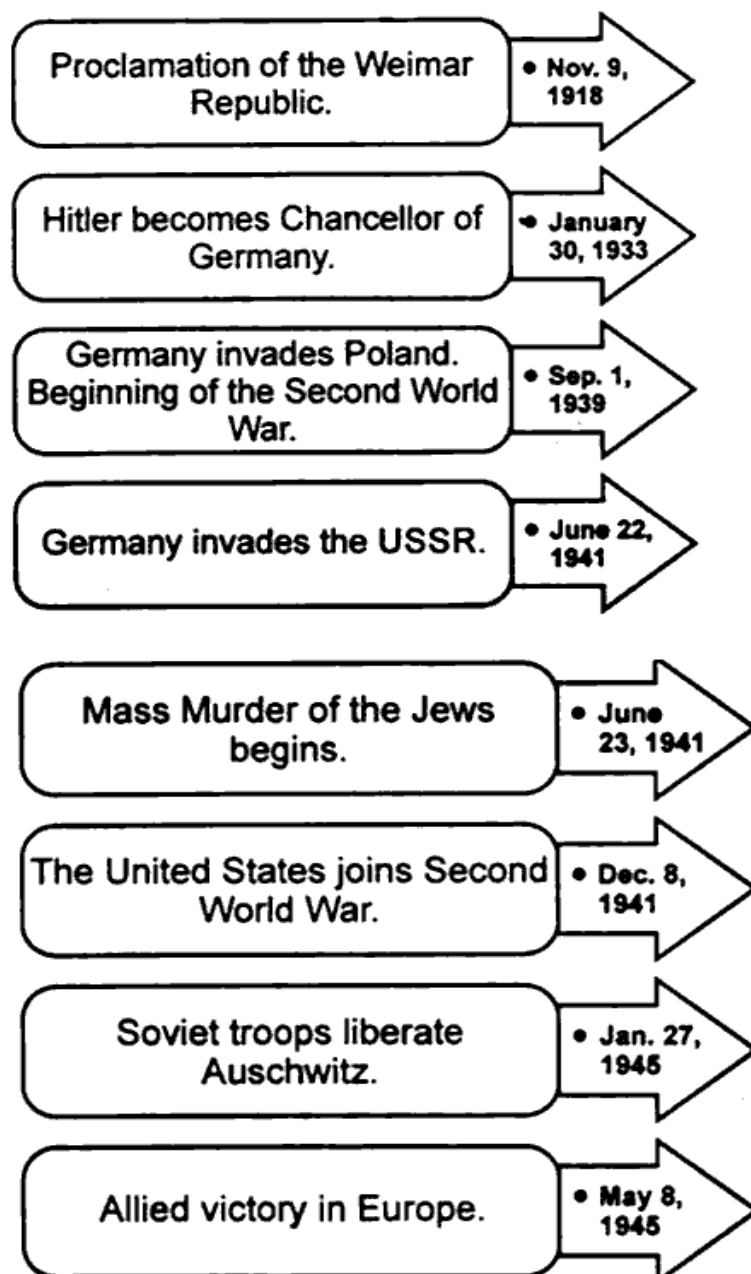 Proclamation of the Weimar
Republic.
• Nov. 9,
1918
Hitler becomes Chancellor of
Germany.
• January
30, 1933
Germany invades Poland.
Beginning of the Second World
War.
• Sep. 1,
1939
Germany invades the USSR.
• June 22,
1941
Mass Murder of the Jews
begins.
• June
23, 1941
The United States joins Second
World War.
• Dec. 8,
1941
Soviet troops liberate
Auschwitz.
• Jan. 27,
1945
Allied victory in Europe.
• May 8,
1945